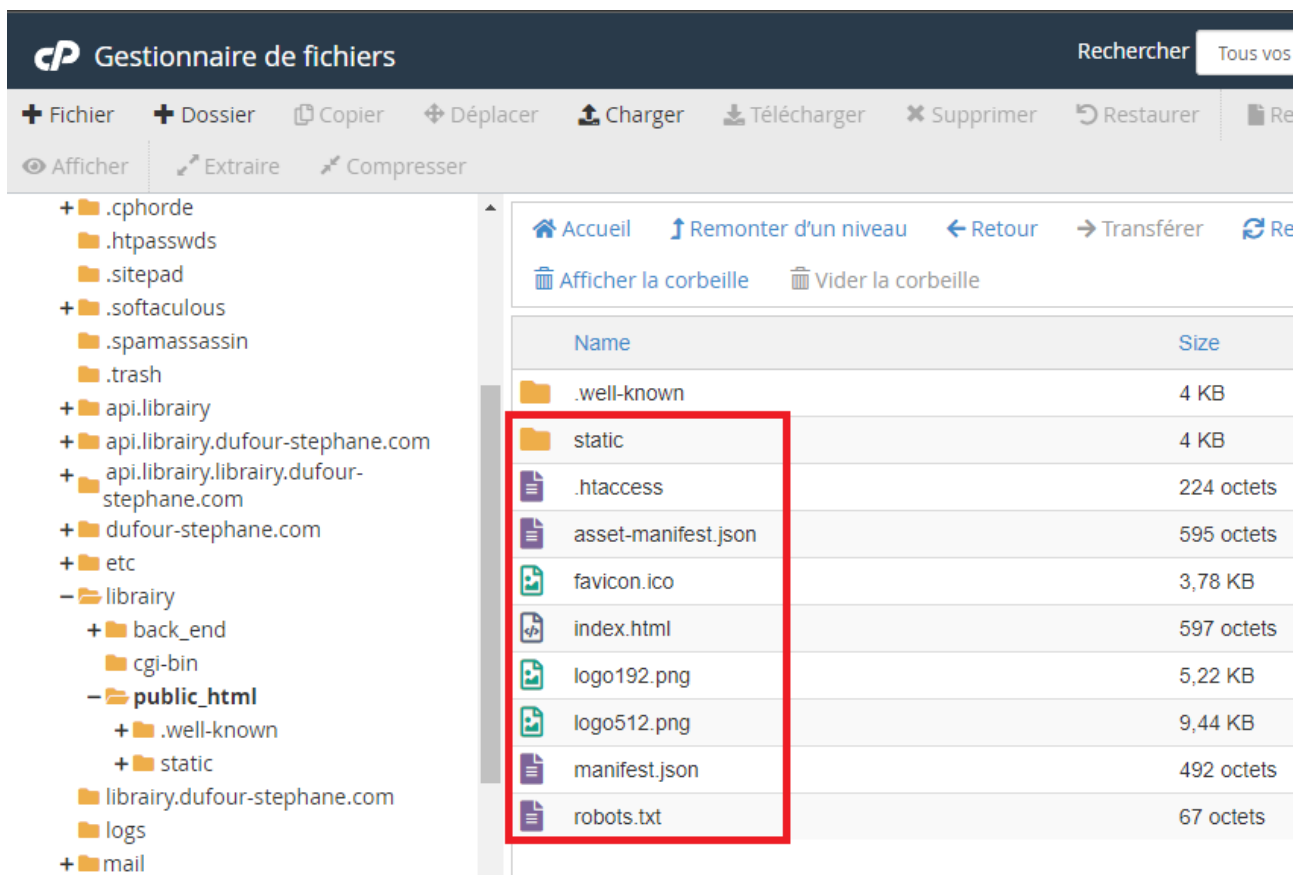 cP Gestionnaire de fichiers Rechercher Tous vos
Fichier Dossier Copier Déplacer Charger Télécharger Supprimer Restaurer Re
Afficher Extraire Compresser
.cphorde
.htpasswds
.sitepad
.softaculous
.spamassassin
.trash
api.librairy
api.librairy.dufour-stephane.com
api.librairy.librairy.dufour-
stephane.com
dufour-stephane.com
etc
librairy
back_end
cgi-bin
public_html
.well-known
static
librairy.dufour-stephane.com
logs
mail
Accueil Remonter d'un niveau Retour Transférer Re
Afficher la corbeille Vider la corbeille
Name Size
.well-known 4 KB
static 4 KB
.htaccess 224 octets
asset-manifest.json 595 octets
favicon.ico 3,78 KB
index.html 597 octets
logo192.png 5,22 KB
logo512.png 9,44 KB
manifest.json 492 octets
robots.txt 67 octets